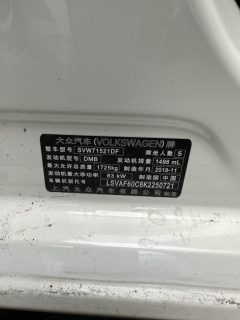 大众汽车(VOLKSWAGEN)牌
整车型号 SVW71521DF 乘坐人数 5
发动机型号 DMB 发动机排量 1498 mL
最大允许总质量 1725kg 制造年月 2019-11
发动机最大净功率 83 kW 制造国 中国
车辆识别代号 LSVAF60C6K2250721
上汽大众汽车有限公司 制造